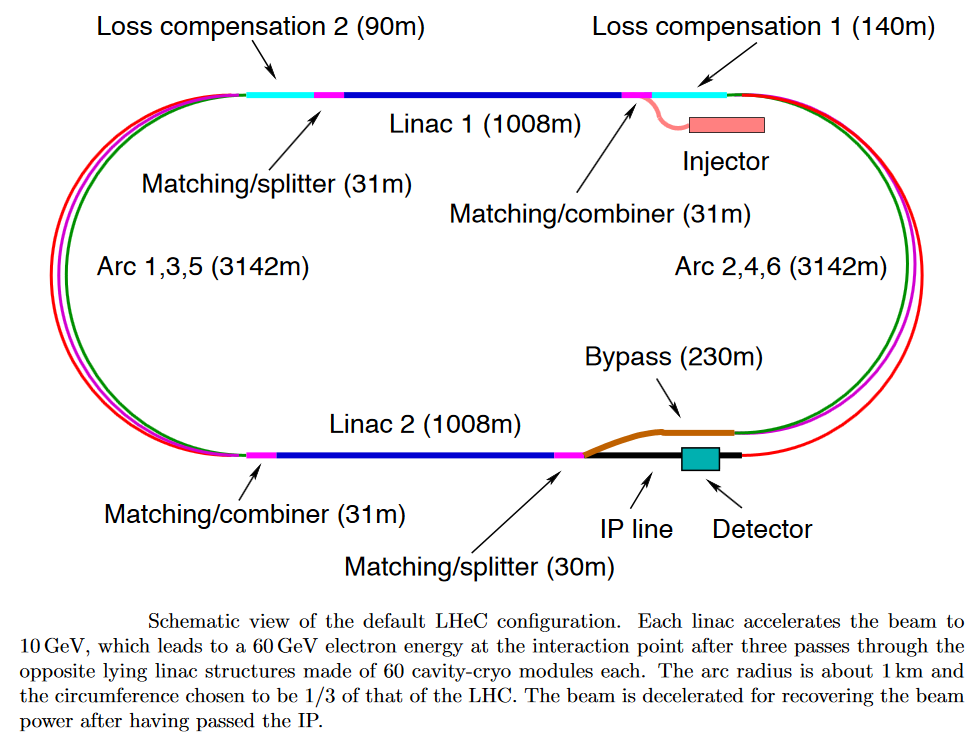 Loss compensation 2 (90m)
Loss compensation 1 (140m)
Linac 1 (1008m)
Injector
Matching/splitter (31m)
Matching/combiner (31m)
Arc 1,3,5 (3142m)
Arc 2,4,6 (3142m)
Bypass (230m)
Linac 2 (1008m)
Matching/combiner (31m)
IP line
Detector
Matching/splitter (30m)
Schematic view of the default LHeC configuration. Each linac accelerates the beam to
10 GeV, which leads to a 60 GeV electron energy at the interaction point after three passes through the
opposite lying linac structures made of 60 cavity-cryo modules each. The arc radius is about 1 km and
the circumference chosen to be 1/3 of that of the LHC. The beam is decelerated for recovering the beam
power after having passed the IP.